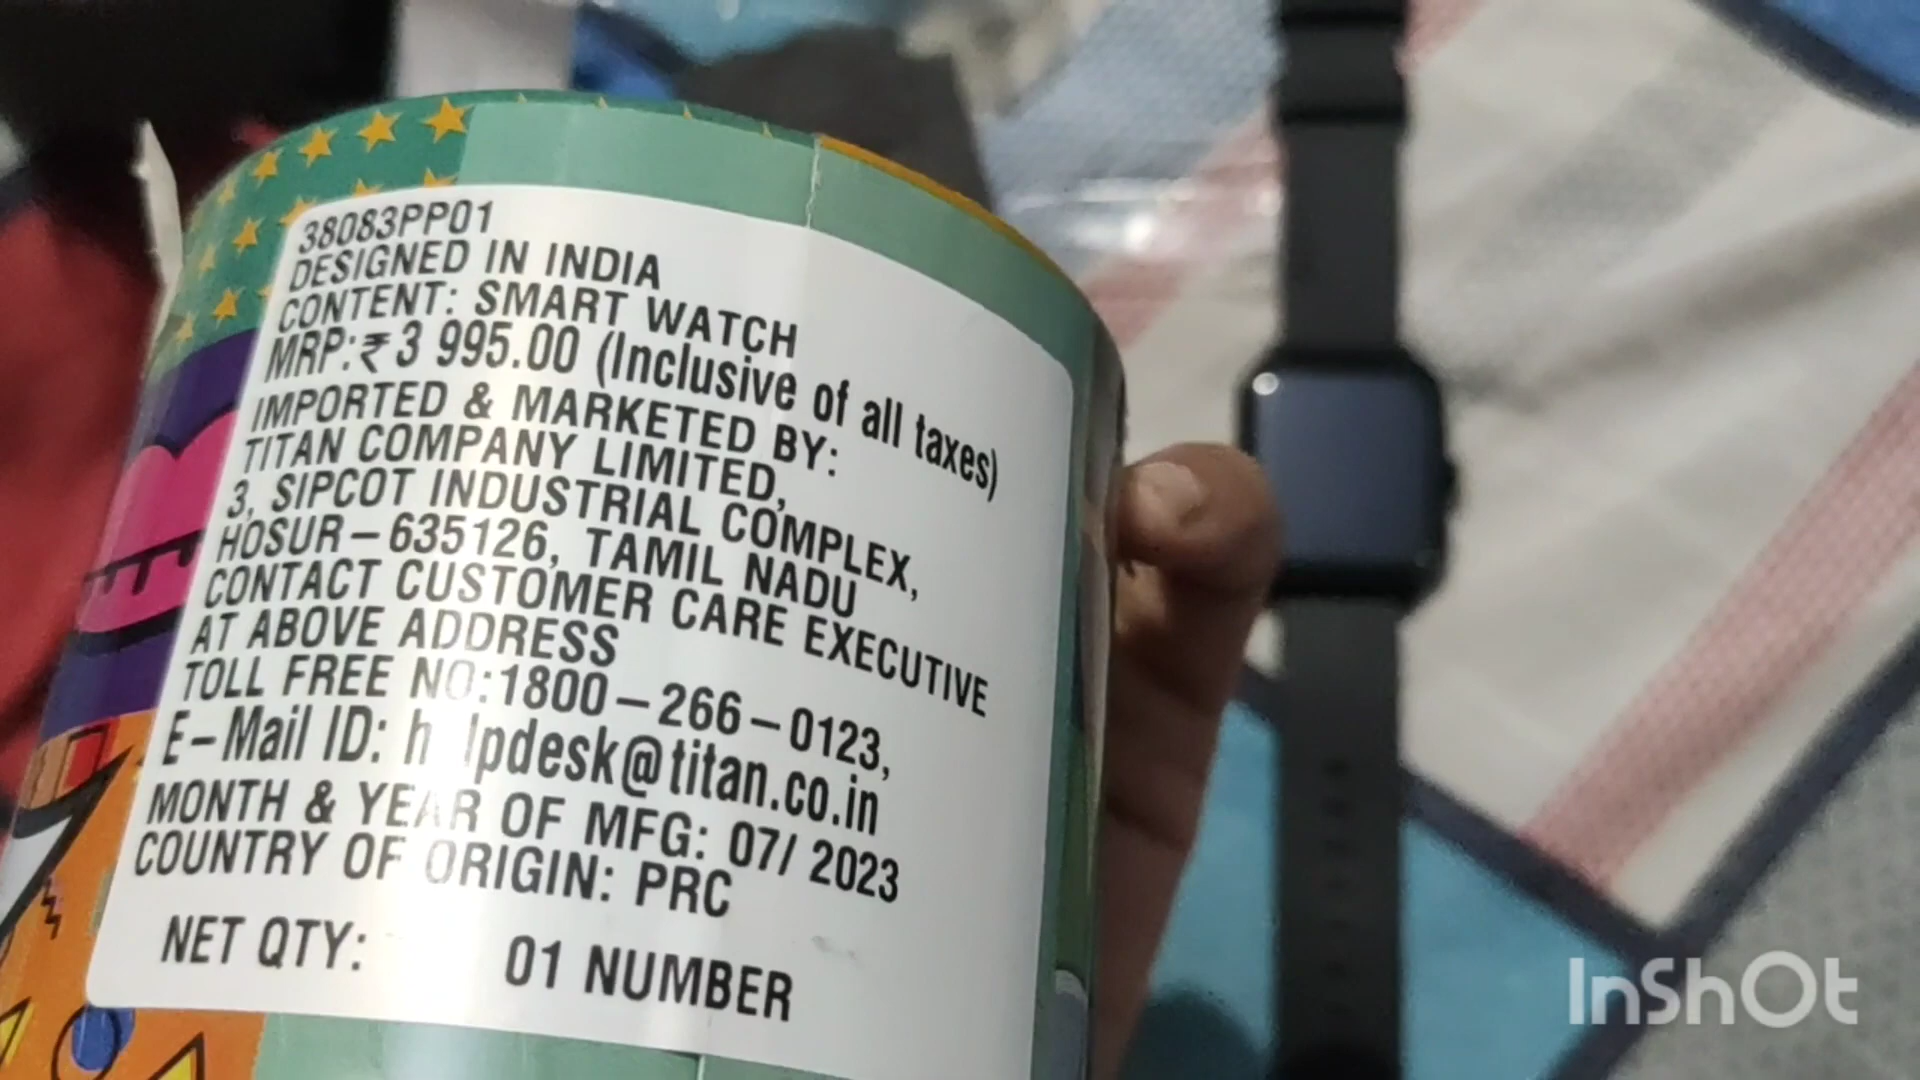 38083PP01
DESIGNED IN INDIA
CONTENT: SMART WATCH
MRP:₹ 3 995.00 (Inclusive of all taxes)
IMPORTED & MARKETED BY:
TITAN COMPANY LIMITED,
3, SIPCOT INDUSTRIAL COMPLEX,
HOSUR-635126, TAMIL NADU
CONTACT CUSTOMER CARE EXECUTIVE
AT ABOVE ADDRESS
TOLL FREE NO:1800-266-0123,
E-Mail ID: helpdesk@titan.co.in
MONTH & YEAR OF MFG: 07/ 2023
COUNTRY OF ORIGIN: PRC
NET QTY: 01 NUMBER
InShOt